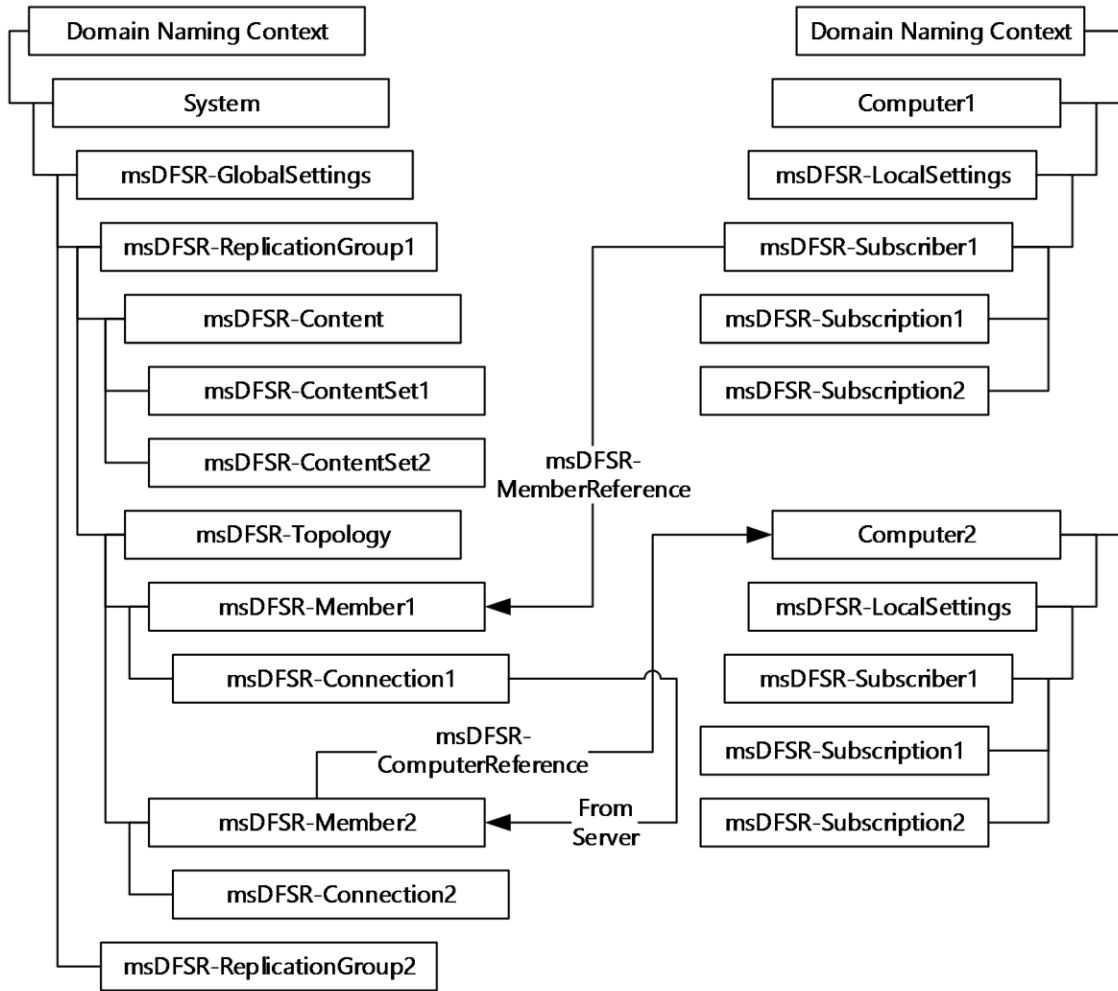 Domain Naming Context
System
msDFSR-GlobalSettings
msDFSR-ReplicationGroup1
msDFSR-Content
msDFSR-ContentSet1
msDFSR-ContentSet2
msDFSR-Topology
msDFSR-Member1
msDFSR-Connection1
msDFSR-
ComputerReference
msDFSR-Member2
From
Server
msDFSR-Connection2
msDFSR-ReplicationGroup2
msDFSR-
MemberReference
Domain Naming Context
Computer1
msDFSR-LocalSettings
msDFSR-Subscriber1
msDFSR-Subscription1
msDFSR-Subscription2
Computer2
msDFSR-LocalSettings
msDFSR-Subscriber1
msDFSR-Subscription1
msDFSR-Subscription2